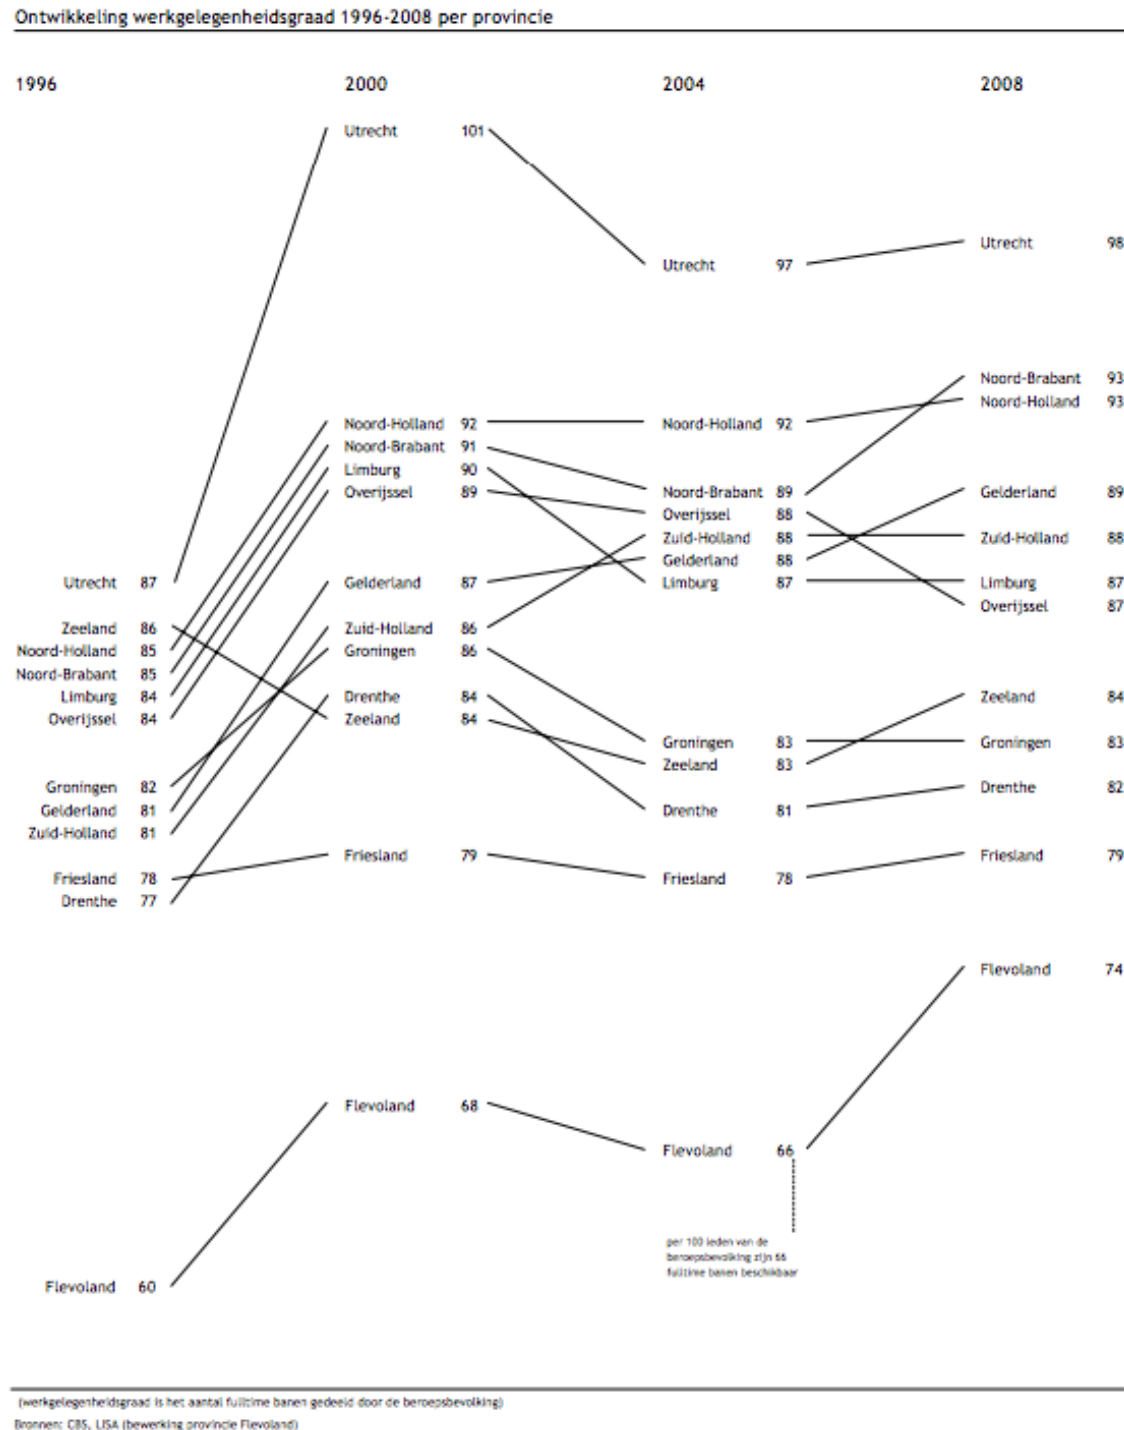 Ontwikkeling werkgelegenheidsgraad 1996-2008 per provincie
1996 2000 2004 2008
Utrecht 101
Utrecht 98
Utrecht 97
Noord-Brabant 93
Noord-Holland 93
Noord-Holland 92 Noord-Holland 92
Noord-Brabant 91
Limburg 90
Overijssel 89 Noord-Brabant 89 Gelderland 89
Overijssel 88
Zuid-Holland 88 Zuid-Holland 88
Gelderland 88
Utrecht 87 Gelderland 87 Limburg 87 Limburg 87
Overijssel 87
Zeeland 86 Zuid-Holland 86
Noord-Holland 85 Groningen 86
Noord-Brabant 85
Limburg 84 Drenthe 84 Zeeland 84
Overijssel 84 Zeeland 84
Groningen 83 Groningen 83
Zeeland 83
Groningen 82 Drenthe 82
Gelderland 81 Drenthe 81
Zuid-Holland 81
Friesland 79 Friesland 79
Friesland 78 Friesland 78
Drenthe 77
Flevoland 74
Flevoland 68
Flevoland 66
per 100 leden van de
beroepsbevolking zijn 66
fulltime banen beschikbaar
Flevoland 60
(werkgelegenheidsgraad is het aantal fulltime banen gedeeld door de beroepsbevolking)
Bronnen: CBS, LISA (bewerking provincie Flevoland)